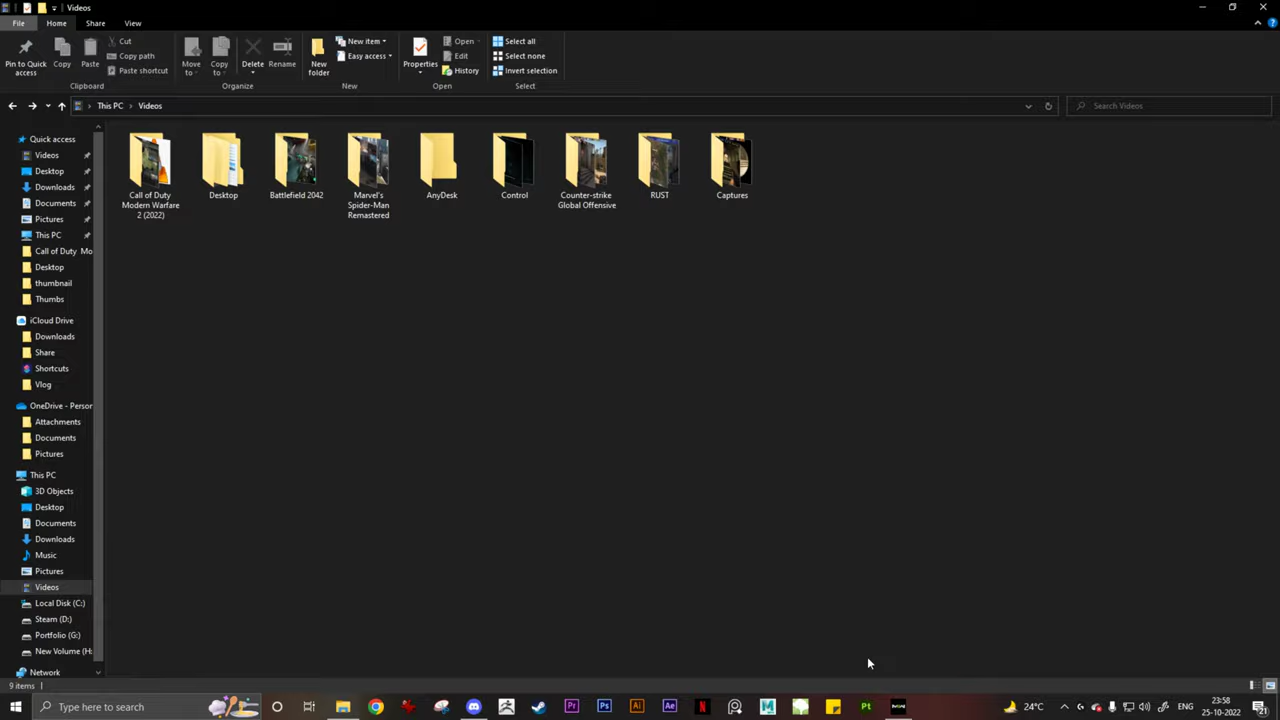 Videos
File
Home
Share
View
Pin to Quick
access
Copy
Paste
Cut
Copy path
Paste shortcut
Clipboard
Move
to
Copy
to
Delete
Rename
Organize
New
folder
New item
Easy access
New
Properties
Open
Edit
History
Open
Select all
Select none
Invert selection
Select
This PC
Videos
Search Videos
Quick access
Videos
Desktop
Downloads
Documents
Pictures
This PC
Call of Duty Mo
Desktop
thumbnail
Thumbs
iCloud Drive
Downloads
Share
Shortcuts
Vlog
OneDrive - Person
Attachments
Documents
Pictures
This PC
3D Objects
Desktop
Documents
Downloads
Music
Pictures
Videos
Local Disk (C:)
Steam (D:)
Portfolio (G:)
New Volume (H:
Network
Call of Duty
Modern Warfare
2 (2022)
Desktop
Battlefield 2042
Marvel's
Spider-Man
Remastered
AnyDesk
Control
Counter-strike
Global Offensive
RUST
Captures
9 items
Type here to search
Pr
Ps
Ai
Ae
N
M
Pt
24°C
ENG
23:58
25-10-2022